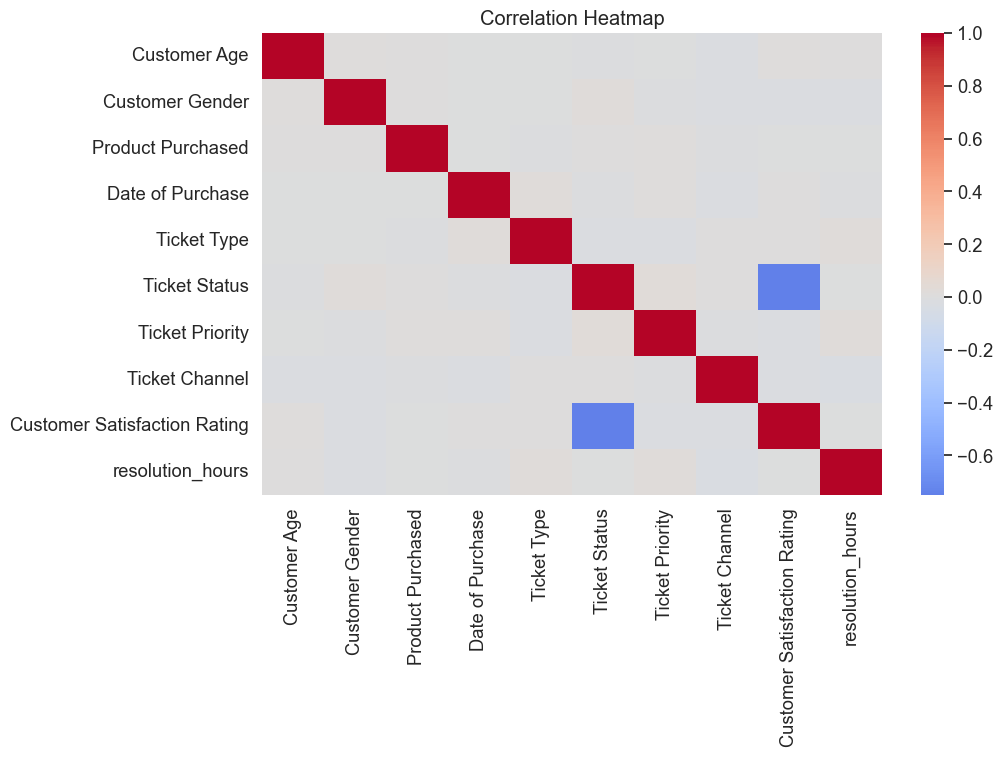 Correlation Heatmap
Customer Age
Customer Gender
Product Purchased
Date of Purchase
Ticket Type
Ticket Status
Ticket Priority
Ticket Channel
Customer Satisfaction Rating
resolution_hours
Customer Age
Customer Gender
Product Purchased
Date of Purchase
Ticket Type
Ticket Status
Ticket Priority
Ticket Channel
Customer Satisfaction Rating
resolution_hours
1.0
0.8
0.6
0.4
0.2
0.0
−0.2
−0.4
−0.6